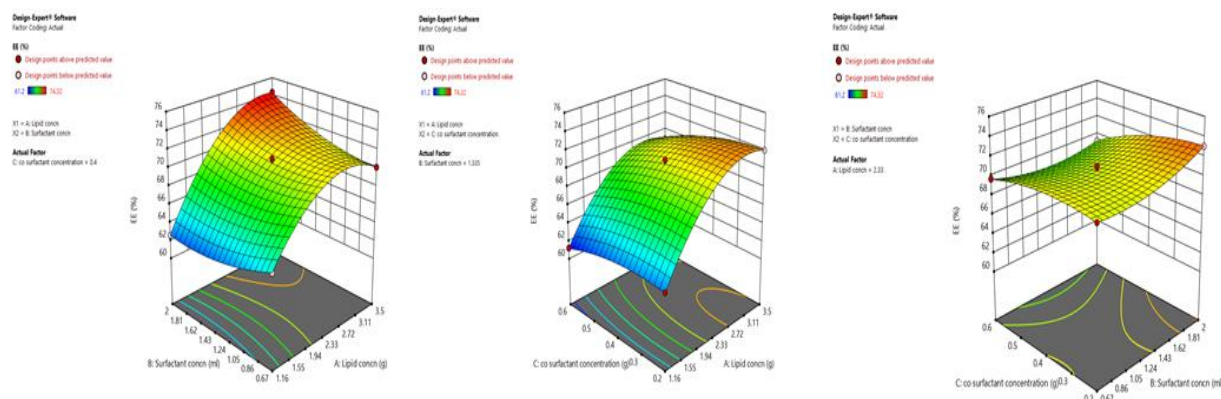 Design-Expert® Software
Factor Coding: Actual
EE (%)
Design points above predicted value
Design points below predicted value
61.2 74.32
X1 = A: Lipid concn
X2 = B: Surfactant concn
Actual Factor
C: co surfactant concentration = 0.4
76
74
72
70
68
66
64
62
60
EE (%)
2
1.81
1.62
1.43
1.24
1.05
0.86
0.67
B: Surfactant concn (ml)
3.5
3.11
2.72
2.33
1.94
1.55
1.16
A: Lipid concn (g)
Design-Expert® Software
Factor Coding: Actual
EE (%)
Design points above predicted value
Design points below predicted value
61.2 74.32
X1 = A: Lipid concn
X2 = C: co surfactant concentration
Actual Factor
B: Surfactant concn = 1.335
76
74
72
70
68
66
64
62
60
EE (%)
0.6
0.5
0.4
0.3
0.2
C: co surfactant concentration (g)
3.5
3.11
2.72
2.33
1.94
1.55
1.16
A: Lipid concn (g)
Design-Expert® Software
Factor Coding: Actual
EE (%)
Design points above predicted value
Design points below predicted value
61.2 74.32
X1 = B: Surfactant concn
X2 = C: co surfactant concentration
Actual Factor
A: Lipid concn = 2.33
76
74
72
70
68
66
64
62
60
EE (%)
0.6
0.5
0.4
0.3
C: co surfactant concentration (g)
2
1.81
1.62
1.43
1.24
1.05
0.86
0.67
B: Surfactant concn (ml